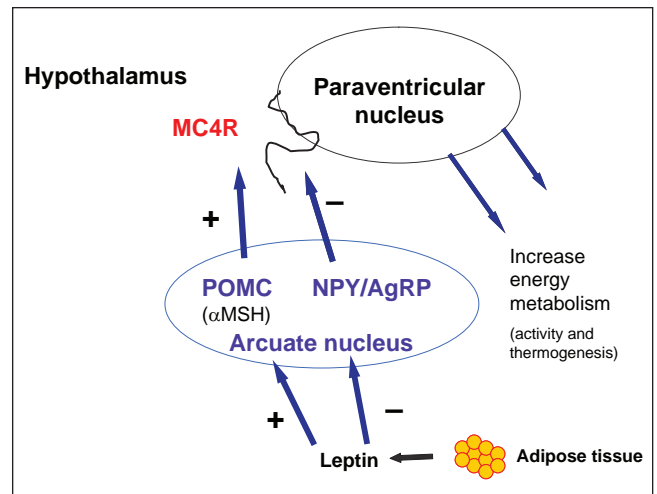 Hypothalamus
Paraventricular
nucleus
MC4R
+
–
POMC
(αMSH)
NPY/AgRP
Arcuate nucleus
Increase
energy
metabolism
(activity and
thermogenesis)
+
–
Leptin
Adipose tissue